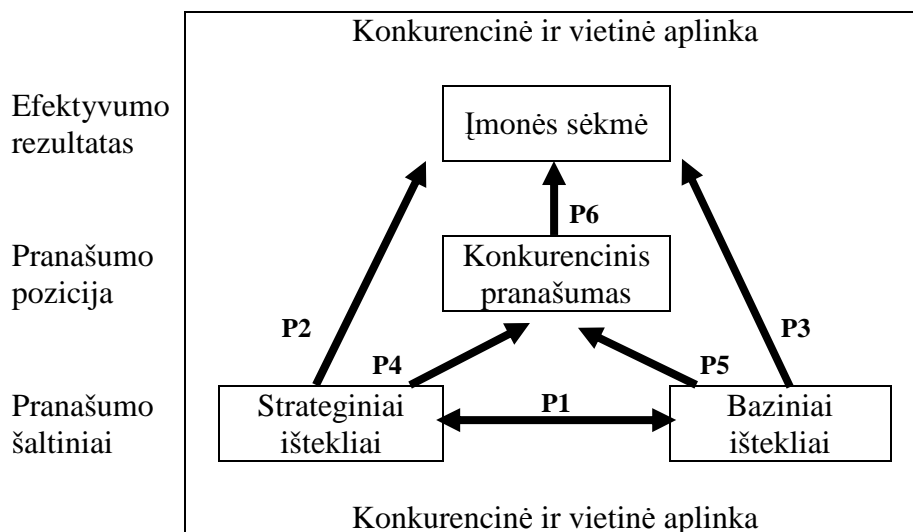 Konkurencinė ir vietinė aplinka
Efektyvumo
rezultatas
Įmonės sėkmė
P6
Pranašumo
pozicija
Konkurencinis
pranašumas
P2
P3
P4
P5
Pranašumo
šaltiniai
Strateginiai
ištekliai
P1
Baziniai
ištekliai
Konkurencinė ir vietinė aplinka